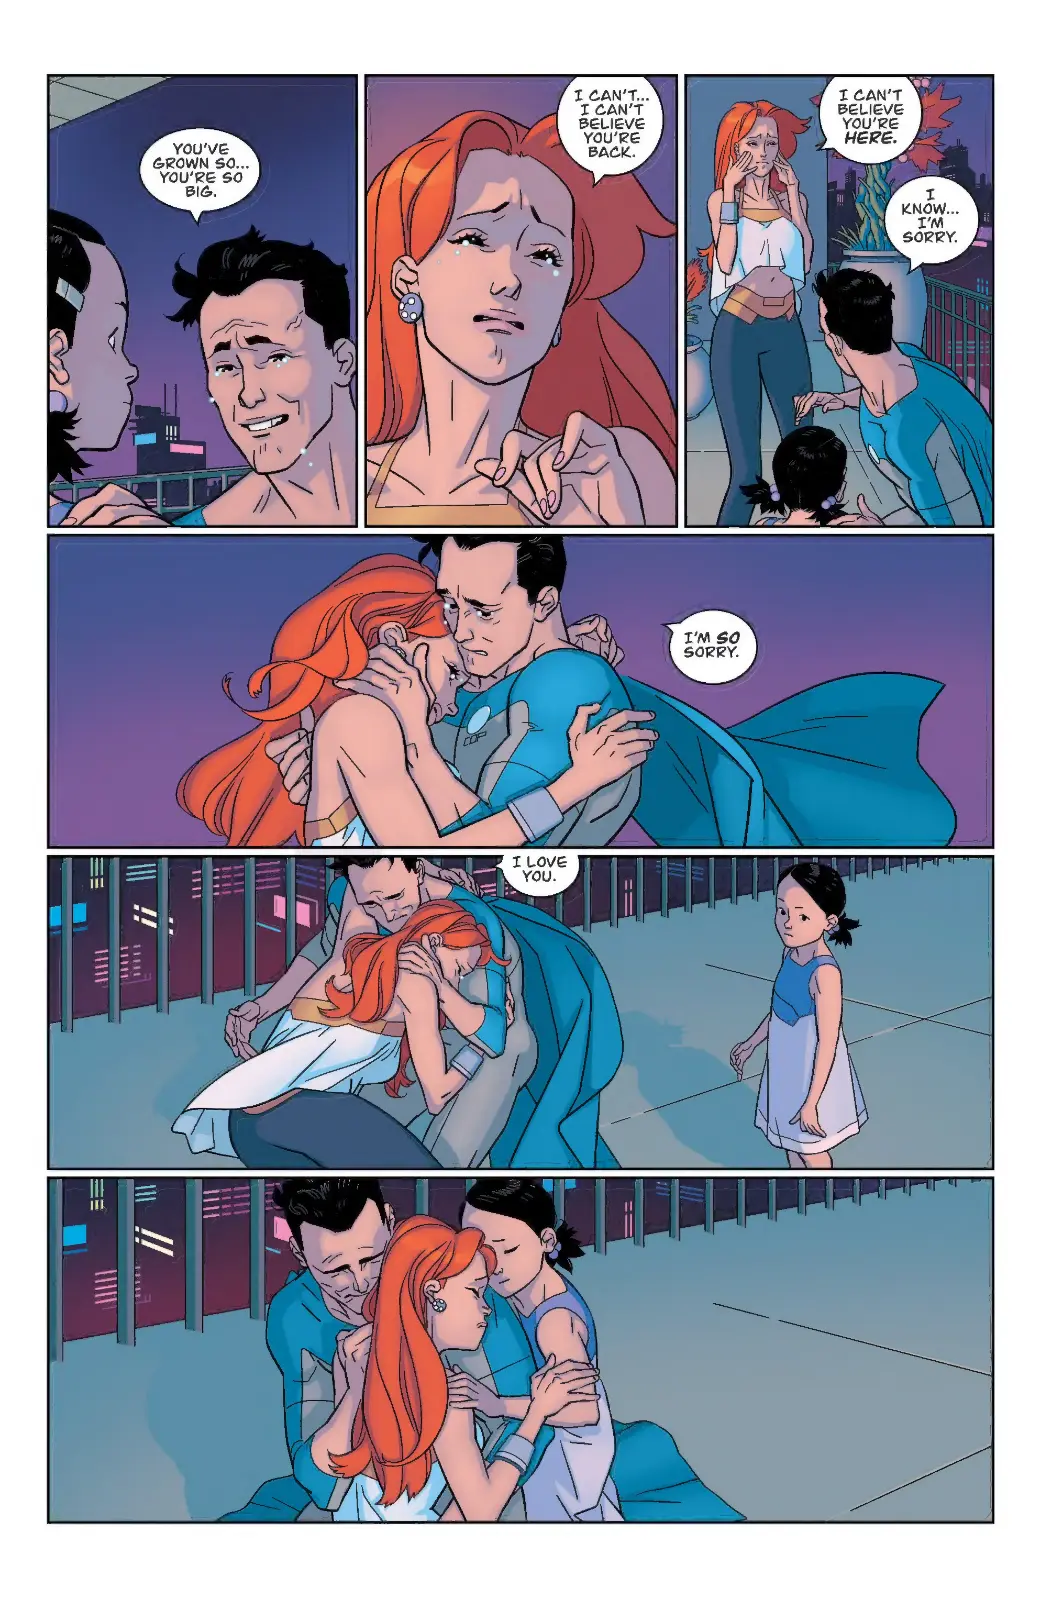 YOU'VE
GROWN SO...
YOU'RE SO
BIG.
I CAN'T...
I CAN'T
BELIEVE
YOU'RE
BACK.
I CAN'T
BELIEVE
YOU'RE
HERE.
I
KNOW...
I'M
SORRY.
I'M SO
SORRY.
I LOVE
YOU.